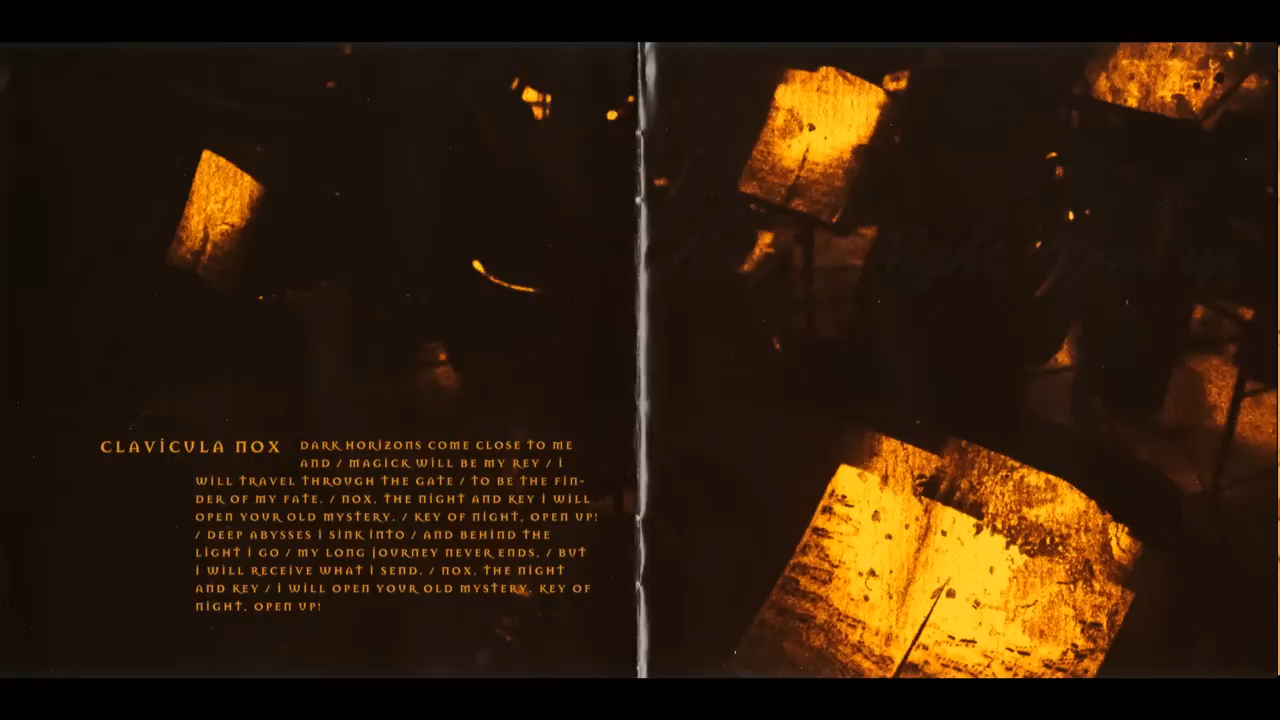 CLAVICULA NOX DARK HORIZONS COME CLOSE TO ME
AND / MAGICK WILL BE MY REY / I
WILL TRAVEL THROUGH THE GATE / TO BE THE FIN-
DER OF MY FATE. / NOX, THE NIGHT AND KEY I WILL
OPEN YOUR OLD MYSTERY. / KEY OF NIGHT, OPEN UP!
/ DEEP ABYSSES I SINK INTO / AND BEHIND THE
LIGHT I GO / MY LONG JOURNEY NEVER ENDS, / BUT
I WILL RECEIVE WHAT I SEND. / NOX, THE NIGHT
AND KEY / I WILL OPEN YOUR OLD MYSTERY. KEY OF
NIGHT, OPEN UP!